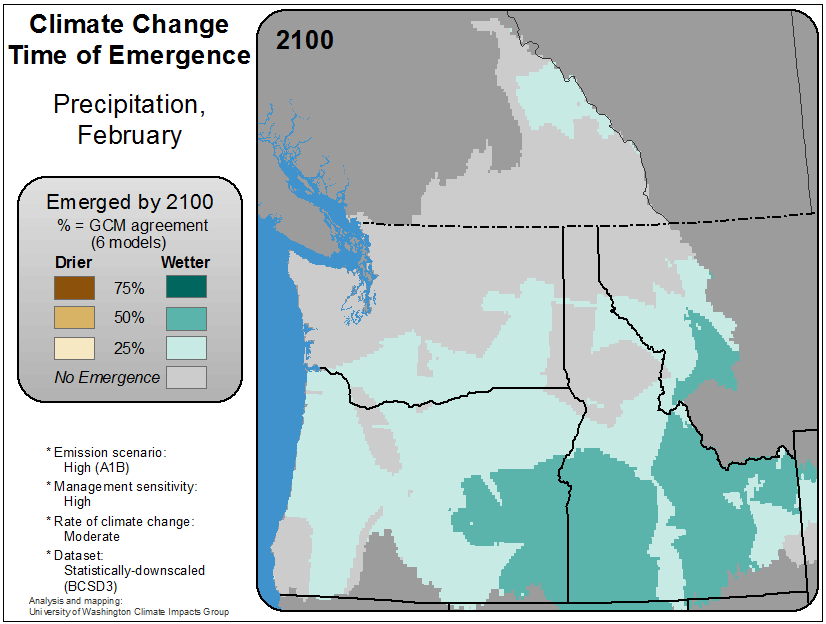 Climate Change
Time of Emergence
2100
Precipitation,
February
Emerged by 2100
% = GCM agreement
(6 models)
Drier Wetter
75%
50%
25%
No Emergence
* Emission scenario:
High (A1B)
* Management sensitivity:
High
* Rate of climate change:
Moderate
* Dataset:
Statistically-downscaled
(BCSD3)
Analysis and mapping:
University of Washington Climate Impacts Group